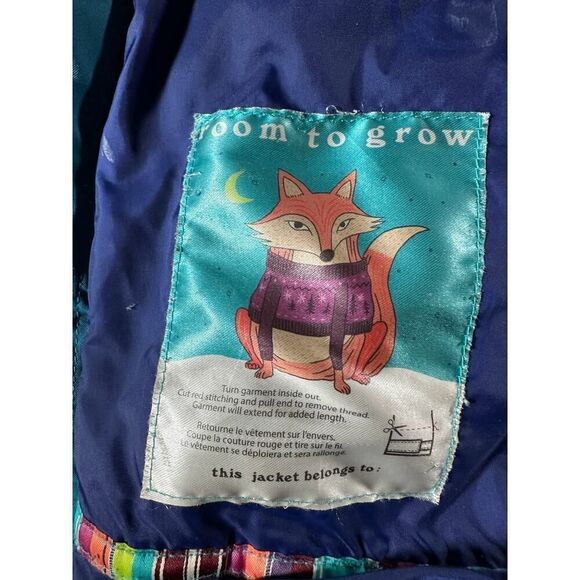 room to grow
Turn garment inside out.
Cut red stitching and pull end to remove thread.
Garment will extend for added length.
Retourne le vêtement sur l'envers.
Coupe la couture rouge et tire sur le fil.
Le vêtement se déploiera et sera rallonge.
this jacket belongs to: